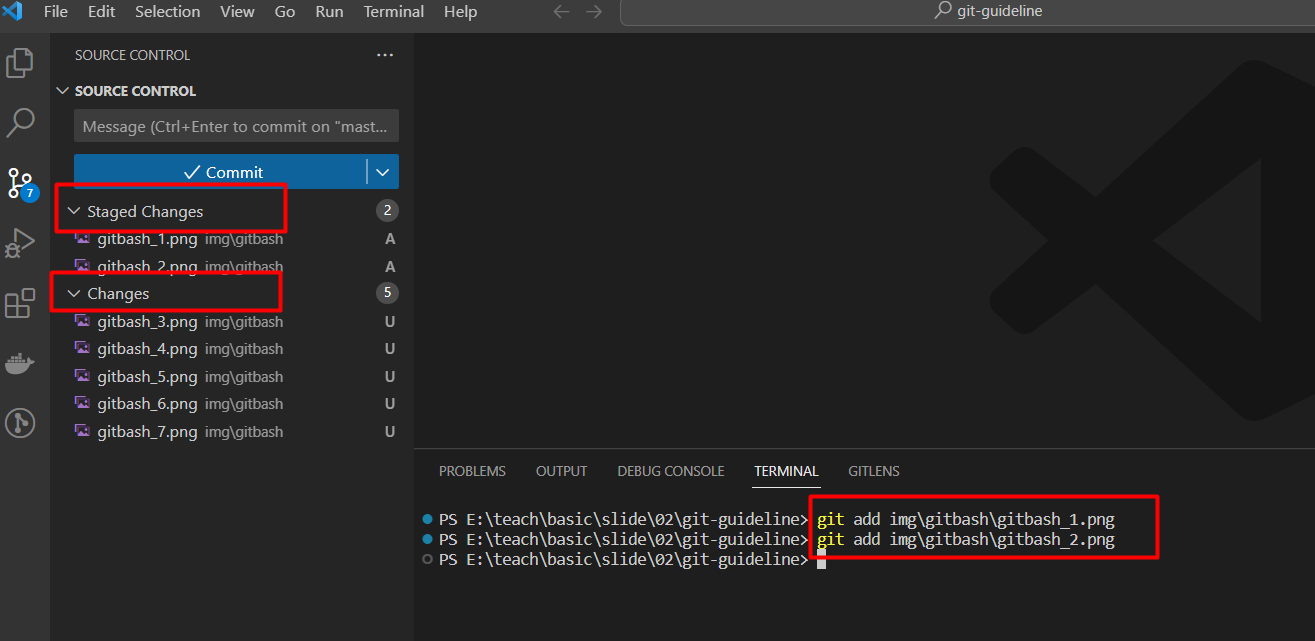 File Edit Selection View Go Run Terminal Help git-guideline
SOURCE CONTROL ...
SOURCE CONTROL
Message (Ctrl+Enter to commit on "mast...
Commit
7
Staged Changes 2
gitbash_1.png img\gitbash A
gitbash_2.png img\gitbash A
Changes 5
gitbash_3.png img\gitbash U
gitbash_4.png img\gitbash U
gitbash_5.png img\gitbash U
gitbash_6.png img\gitbash U
gitbash_7.png img\gitbash U
PROBLEMS OUTPUT DEBUG CONSOLE TERMINAL GITLENS
PS E:\teach\basic\slide\02\git-guideline> git add img\gitbash\gitbash_1.png
PS E:\teach\basic\slide\02\git-guideline> git add img\gitbash\gitbash_2.png
PS E:\teach\basic\slide\02\git-guideline>